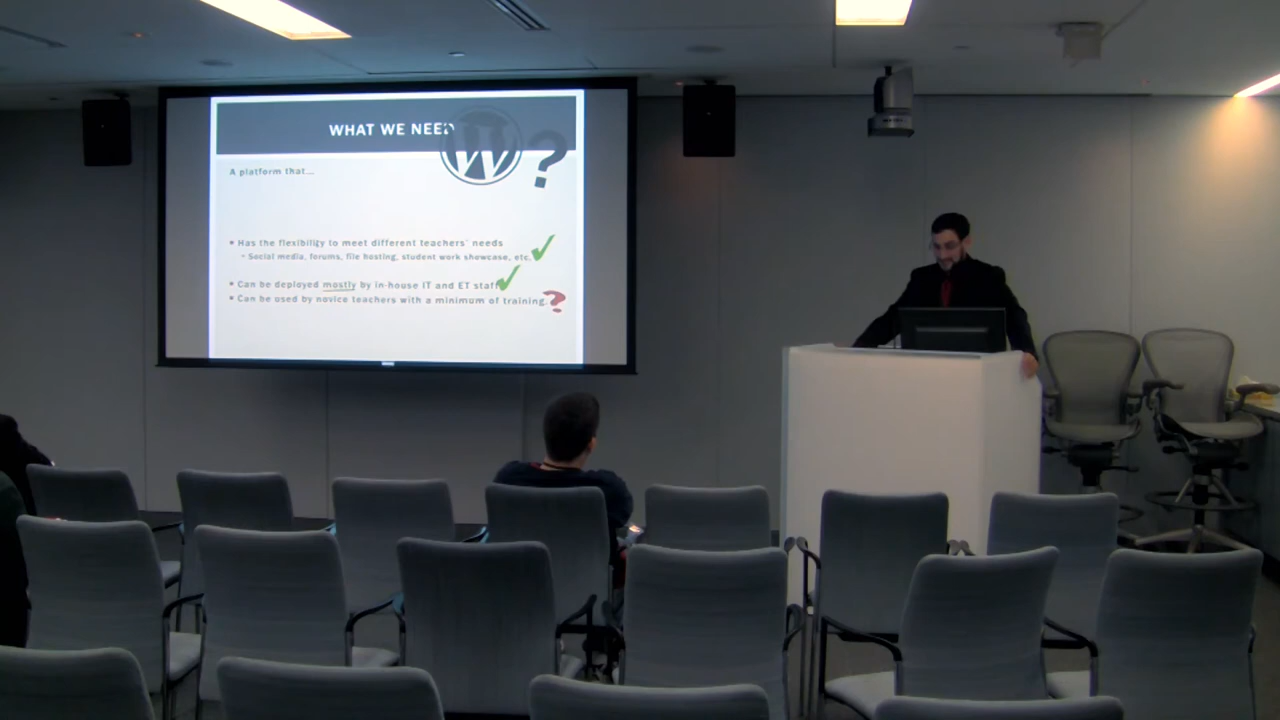 WHAT WE NEED
W ?
A platform that...
Has the flexibility to meet different teachers' needs
Social media, forums, file hosting, student work showcase, etc.
Can be deployed mostly by in-house IT and ET staff
Can be used by novice teachers with a minimum of training ?